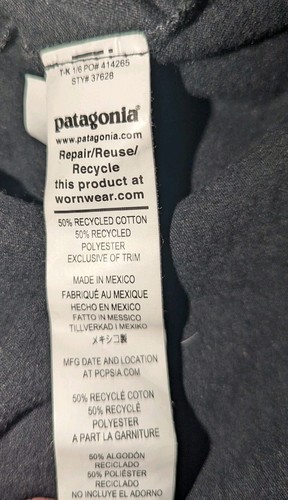 T-K 1/6 PO# 414265
STY# 37628
patagonia®
www.patagonia.com
Repair/Reuse/
Recycle
this product at
wornwear.com
50% RECYCLED COTTON
50% RECYCLED
POLYESTER
EXCLUSIVE OF TRIM
MADE IN MEXICO
FABRIQUÉ AU MEXIQUE
HECHO EN MEXICO
FATTO IN MESSICO
TILLVERKAD I MEXIKO
メキシコ製
MFG DATE AND LOCATION
AT PCPSIA.COM
50% RECYCLÉ COTON
50% RECYCLÉ
POLYESTER
A PART LA GARNITURE
50% ALGODÓN
RECICLADO
50% POLIÉSTER
RECICLADO
NO INCLUYE EL ADORNO